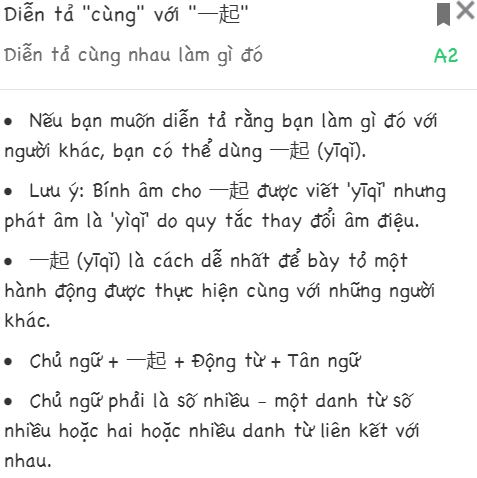 Diễn tả "cùng" với "一起"
Diễn tả cùng nhau làm gì đó
A2
• Nếu bạn muốn diễn tả rằng bạn làm gì đó với
người khác, bạn có thể dùng 一起 (yīqǐ).
• Lưu ý: Bính âm cho 一起 được viết 'yīqǐ' nhưng
phát âm là 'yìqǐ' do quy tắc thay đổi âm điệu.
• 一起 (yīqǐ) là cách dễ nhất để bày tỏ một
hành động được thực hiện cùng với những người
khác.
• Chủ ngữ + 一起 + Động từ + Tân ngữ
• Chủ ngữ phải là số nhiều – một danh từ số
nhiều hoặc hai hoặc nhiều danh từ liên kết với
nhau.